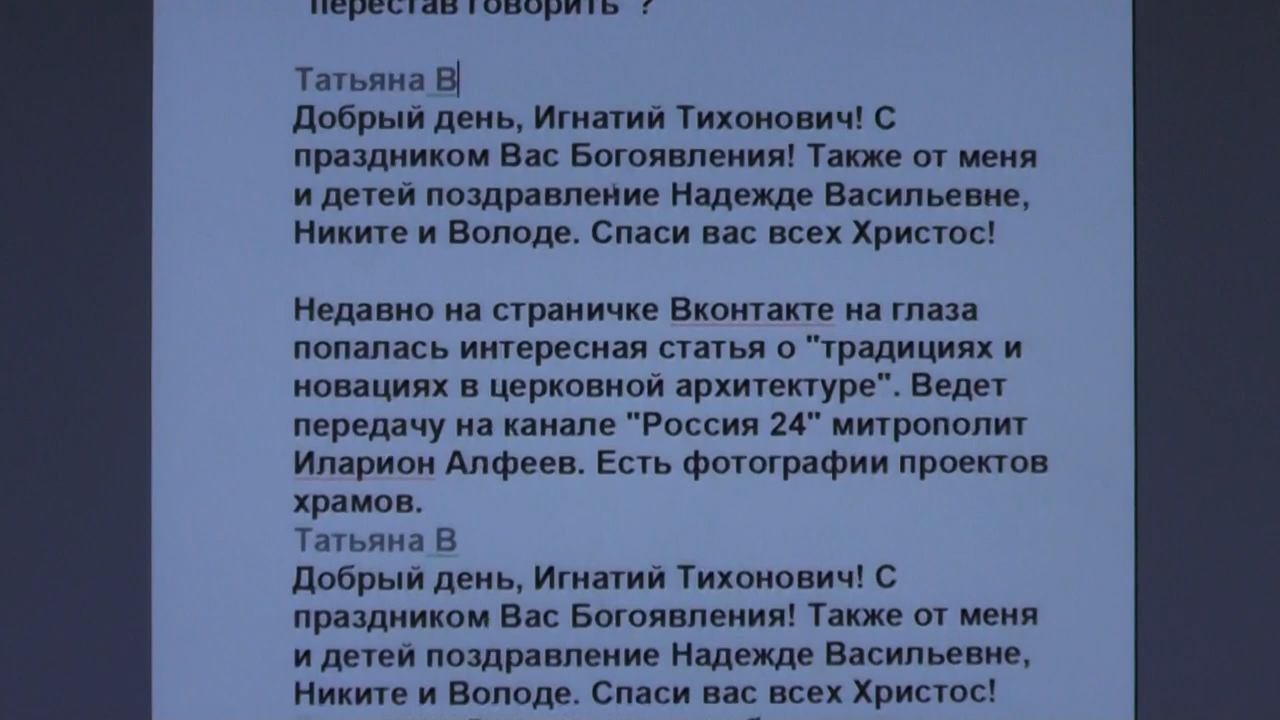 перестав говорить"?
Татьяна В
Добрый день, Игнатий Тихонович! С
праздником Вас Богоявления! Также от меня
и детей поздравление Надежде Васильевне,
Никите и Володе. Спаси вас всех Христос!
Недавно на страничке Вконтакте на глаза
попалась интересная статья о "традициях и
новациях в церковной архитектуре". Ведет
передачу на канале "Россия 24" митрополит
Иларион Алфеев. Есть фотографии проектов
храмов.
Татьяна В
Добрый день, Игнатий Тихонович! С
праздником Вас Богоявления! Также от меня
и детей поздравление Надежде Васильевне,
Никите и Володе. Спаси вас всех Христос!